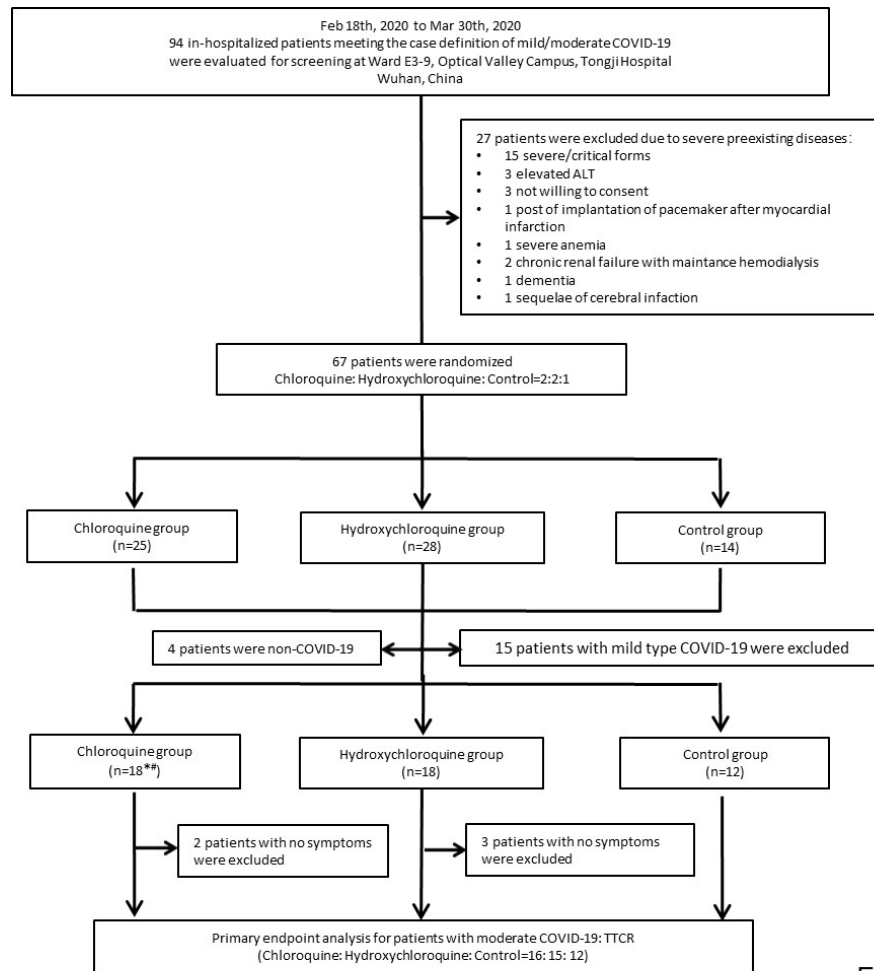 Feb 18th, 2020 to Mar 30th, 2020
94 in-hospitalized patients meeting the case definition of mild/moderate COVID-19
were evaluated for screening at Ward E3-9, Optical Valley Campus, Tongji Hospital
Wuhan, China
27 patients were excluded due to severe preexisting diseases:
• 15 severe/critical forms
• 3 elevated ALT
• 3 not willing to consent
• 1 post of implantation of pacemaker after myocardial
infarction
• 1 severe anemia
• 2 chronic renal failure with maintance hemodialysis
• 1 dementia
• 1 sequelae of cerebral infaction
67 patients were randomized
Chloroquine: Hydroxychloroquine: Control=2:2:1
Chloroquine group
(n=25)
Hydroxychloroquine group
(n=28)
Control group
(n=14)
4 patients were non-COVID-19
15 patients with mild type COVID-19 were excluded
Chloroquine group
(n=18*#)
Hydroxychloroquine group
(n=18)
Control group
(n=12)
2 patients with no symptoms
were excluded
3 patients with no symptoms
were excluded
Primary endpoint analysis for patients with moderate COVID-19: TTCR
(Chloroquine: Hydroxychloroquine: Control=16: 15: 12)